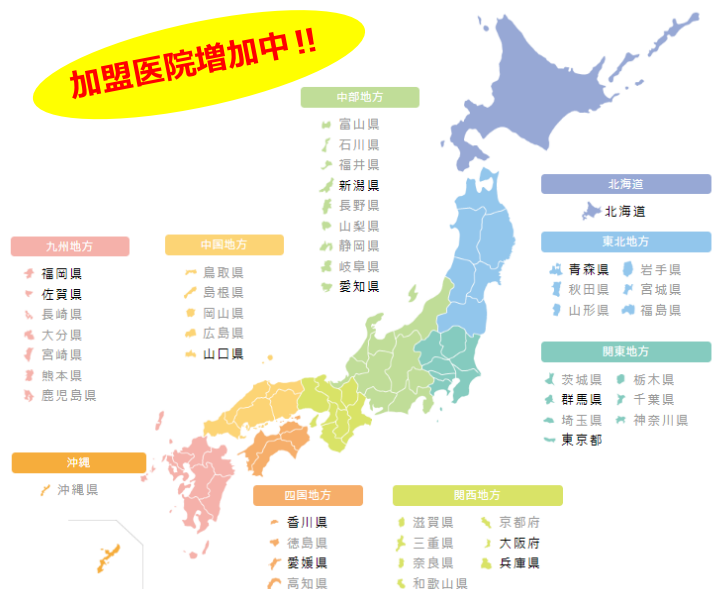 加盟医院増加中!!
中部地方
富山県
石川県
福井県
新潟県
長野県
山梨県
静岡県
岐阜県
愛知県
北海道
北海道
東北地方
青森県 岩手県
秋田県 宮城県
山形県 福島県
関東地方
茨城県 栃木県
群馬県 千葉県
埼玉県 神奈川県
東京都
九州地方
福岡県
佐賀県
長崎県
大分県
宮崎県
熊本県
鹿児島県
中国地方
鳥取県
島根県
岡山県
広島県
山口県
沖縄
沖縄県
四国地方
香川県
徳島県
愛媛県
高知県
関西地方
滋賀県 京都府
三重県 大阪府
奈良県 兵庫県
和歌山県